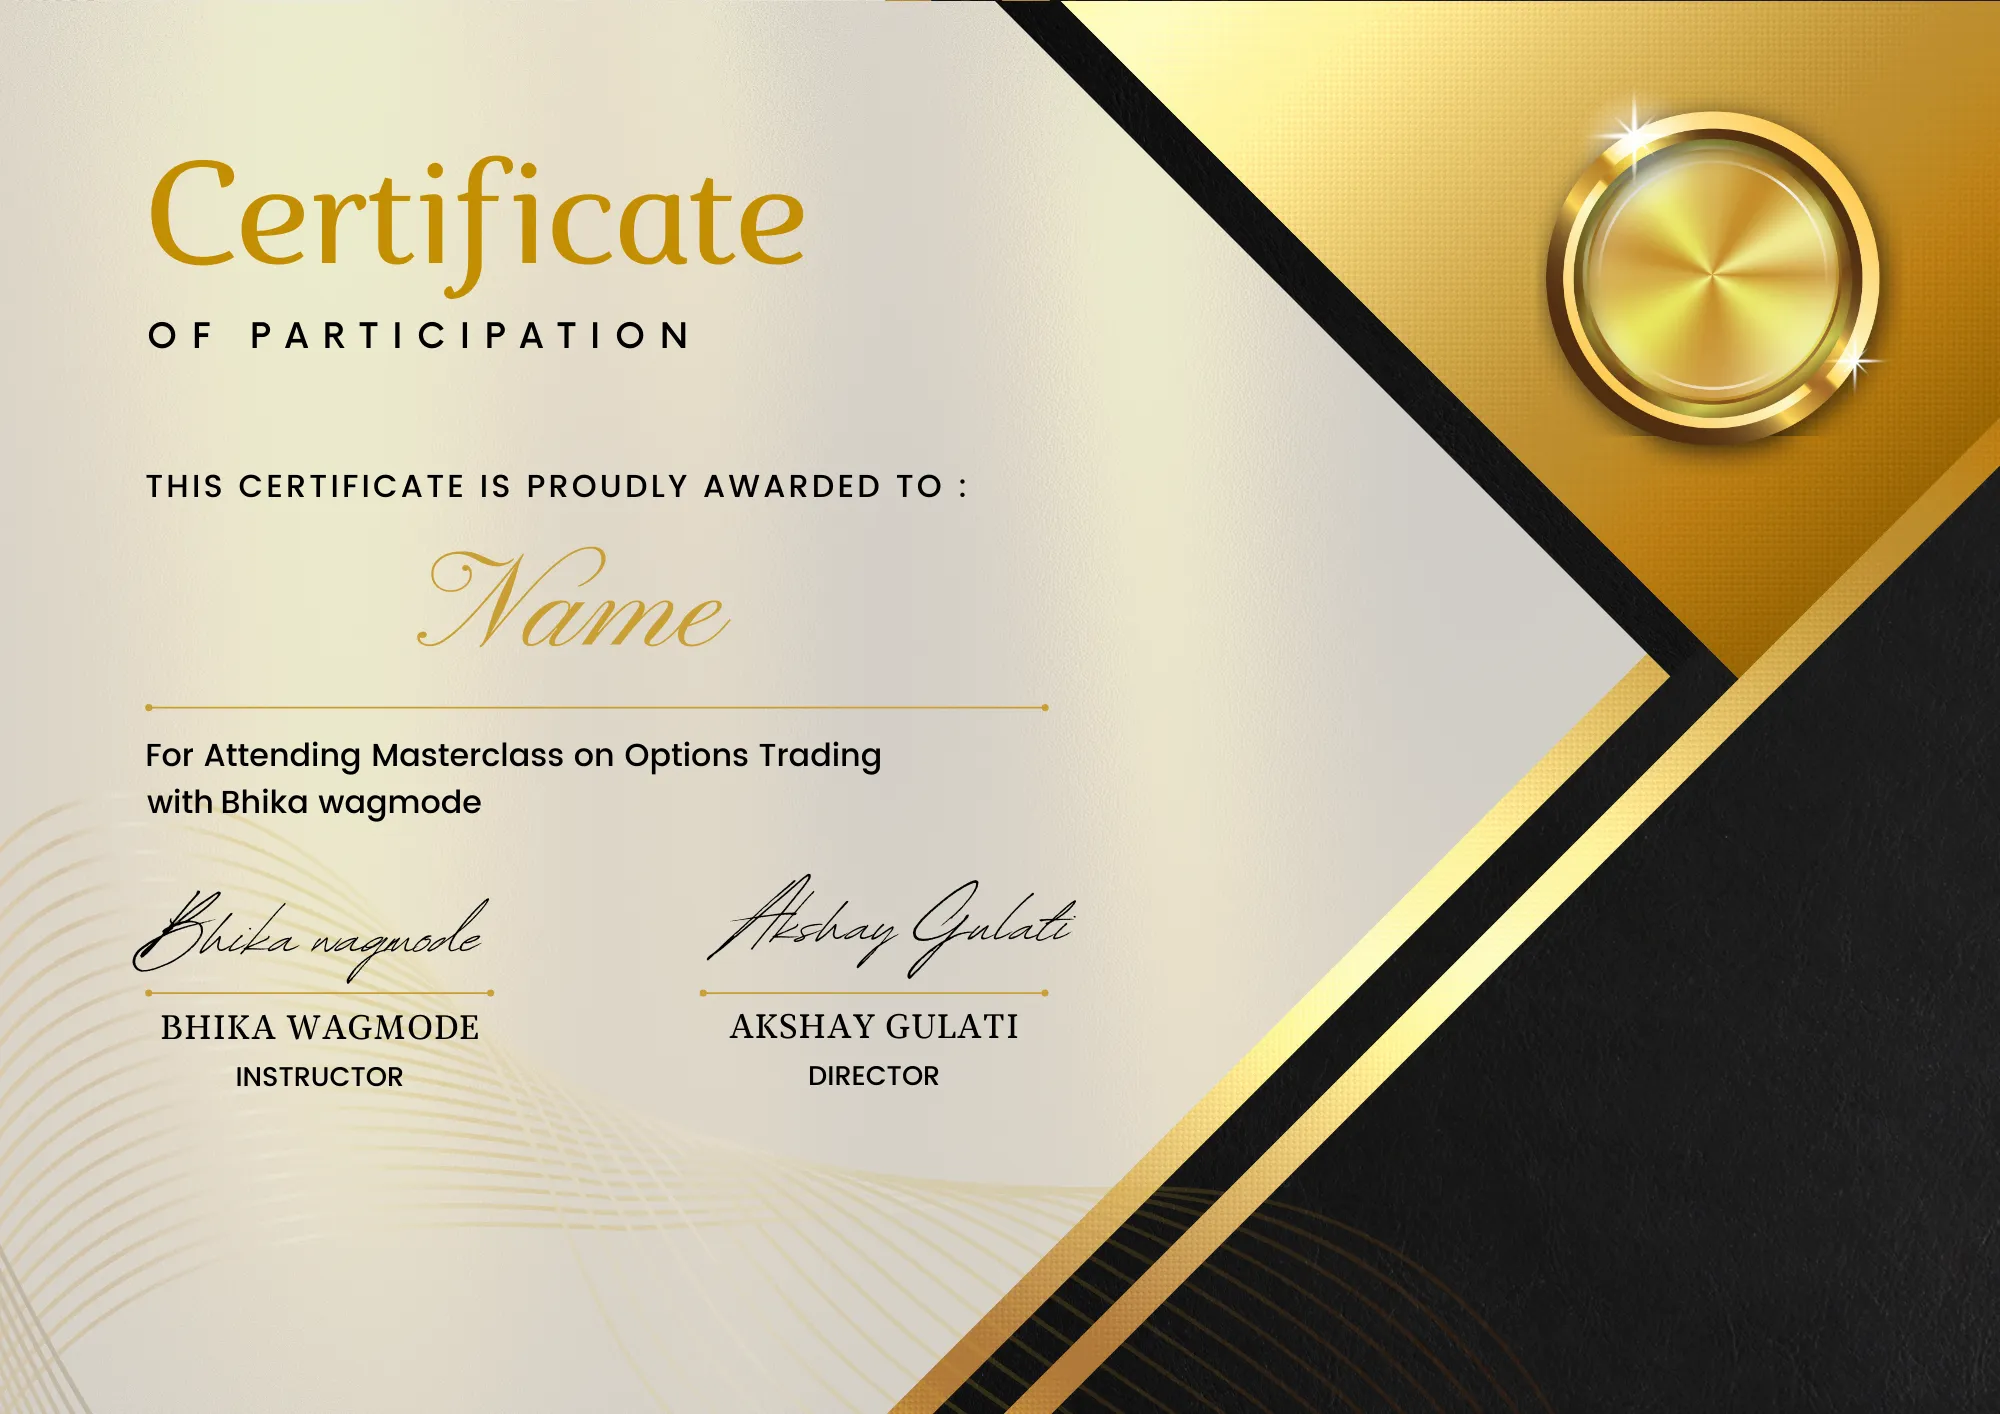 Certificate
OF PARTICIPATION
THIS CERTIFICATE IS PROUDLY AWARDED TO :
Name
For Attending Masterclass on Options Trading
with Bhika wagmode
Bhika wagmode
Akshay Gulati
BHIKA WAGMODE
AKSHAY GULATI
INSTRUCTOR
DIRECTOR